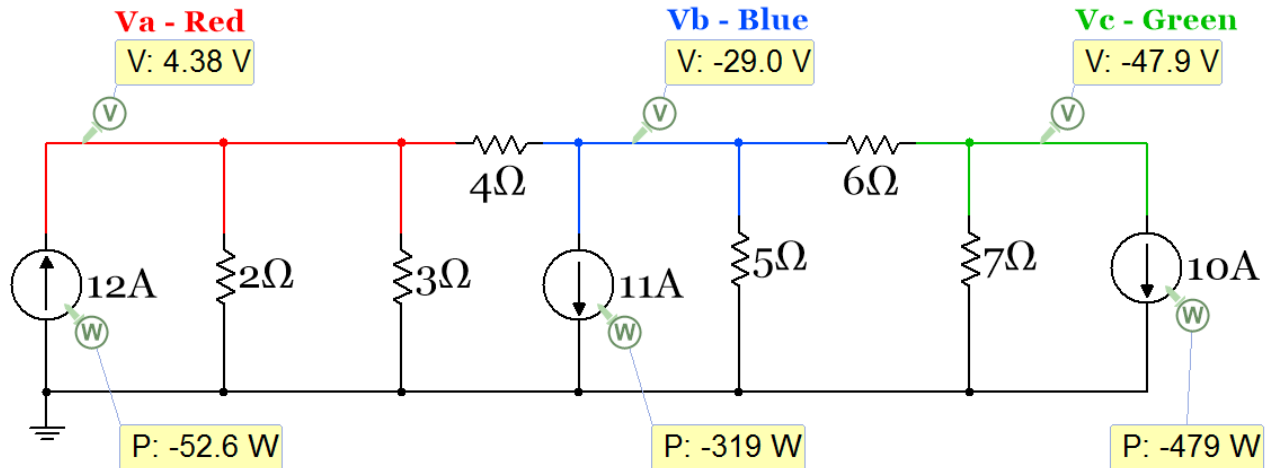 Va - Red
Vb - Blue
Vc - Green
V: 4.38 V
V: -29.0 V
V: -47.9 V
V
V
V
4Ω
6Ω
12A
2Ω
3Ω
11A
5Ω
7Ω
10A
W
W
W
P: -52.6 W
P: -319 W
P: -479 W